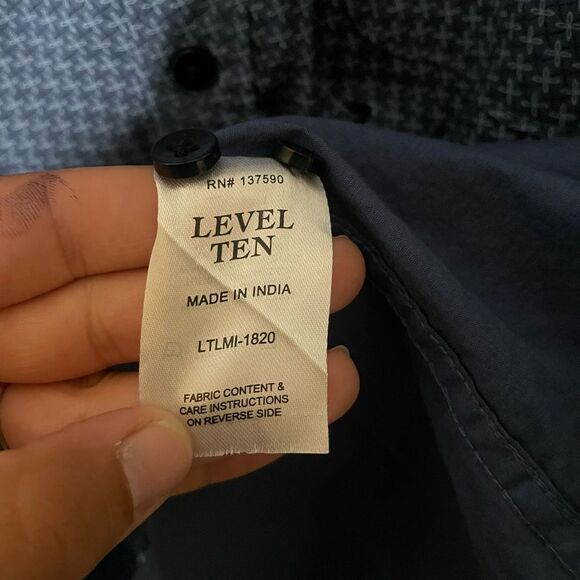 RN# 137590
LEVEL
TEN
MADE IN INDIA
LTLMI-1820
FABRIC CONTENT &
CARE INSTRUCTIONS
ON REVERSE SIDE